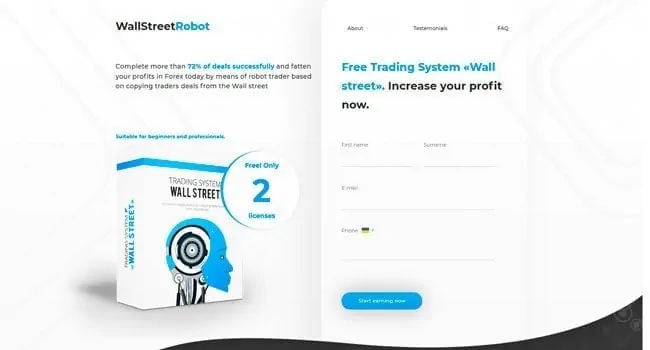 WallStreetRobot
About
Testemonials
FAQ
Complete more than 72% of deals successfully and fatten
your profits in Forex today by means of robot trader based
on copying traders deals from the Wall street
Suitable for beginners and professionals.
Free! Only
2
licenses
TRADING SYSTEM
WALL STREET
TRADING SYSTEM
«WALL STREET»
Free Trading System «Wall
street». Increase your profit
now.
First name
Surname
E-mail
Phone
Start earning now